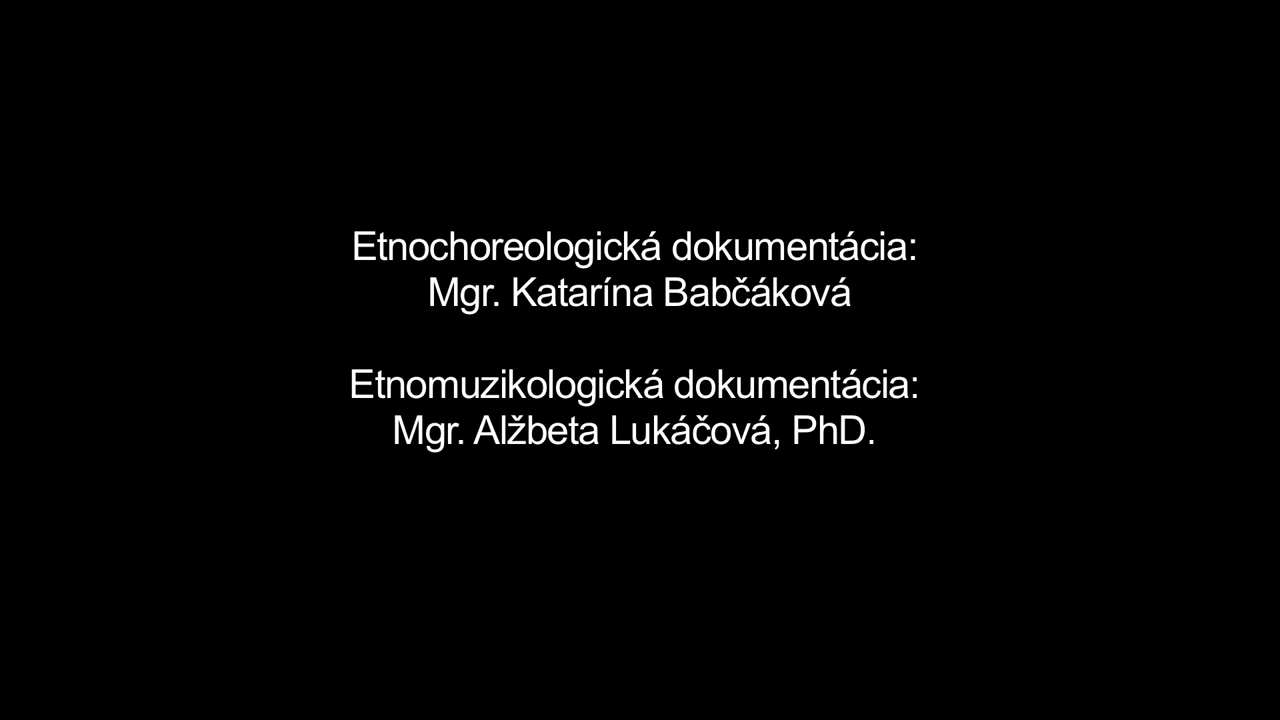 Etnochoreologická dokumentácia:
Mgr. Katarína Babčáková
Etnomuzikologická dokumentácia:
Mgr. Alžbeta Lukáčová, PhD.